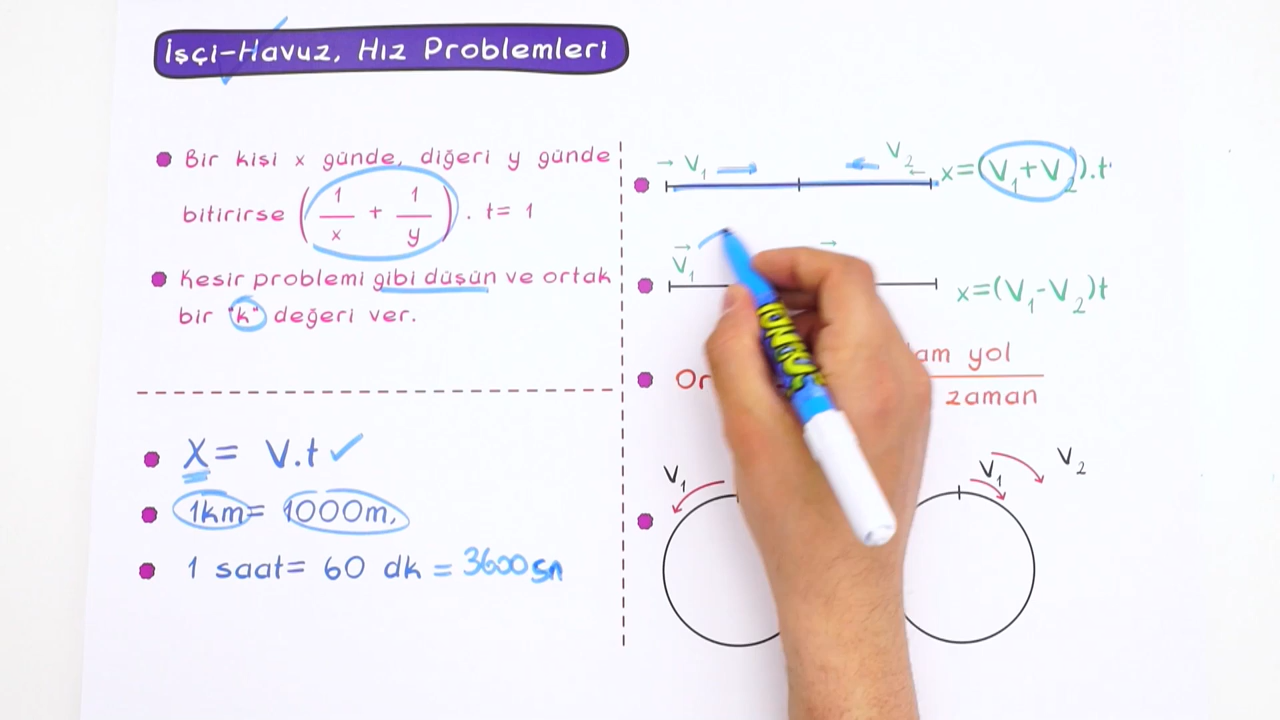 İşçi-Havuz, Hız Problemleri
Bir kişi x günde, diğeri y günde
bitirirse (1/x + 1/y) . t = 1
Kesir problemi gibi düşün ve ortak
bir "k" değeri ver.
X = V.t
1km = 1000m.
1 saat = 60 dk = 3600 sn
V₁ V₂ x=(V₁+V₂).t
V₁ x=(V₁-V₂)t
yol
zaman
V₁
V₁ V₂